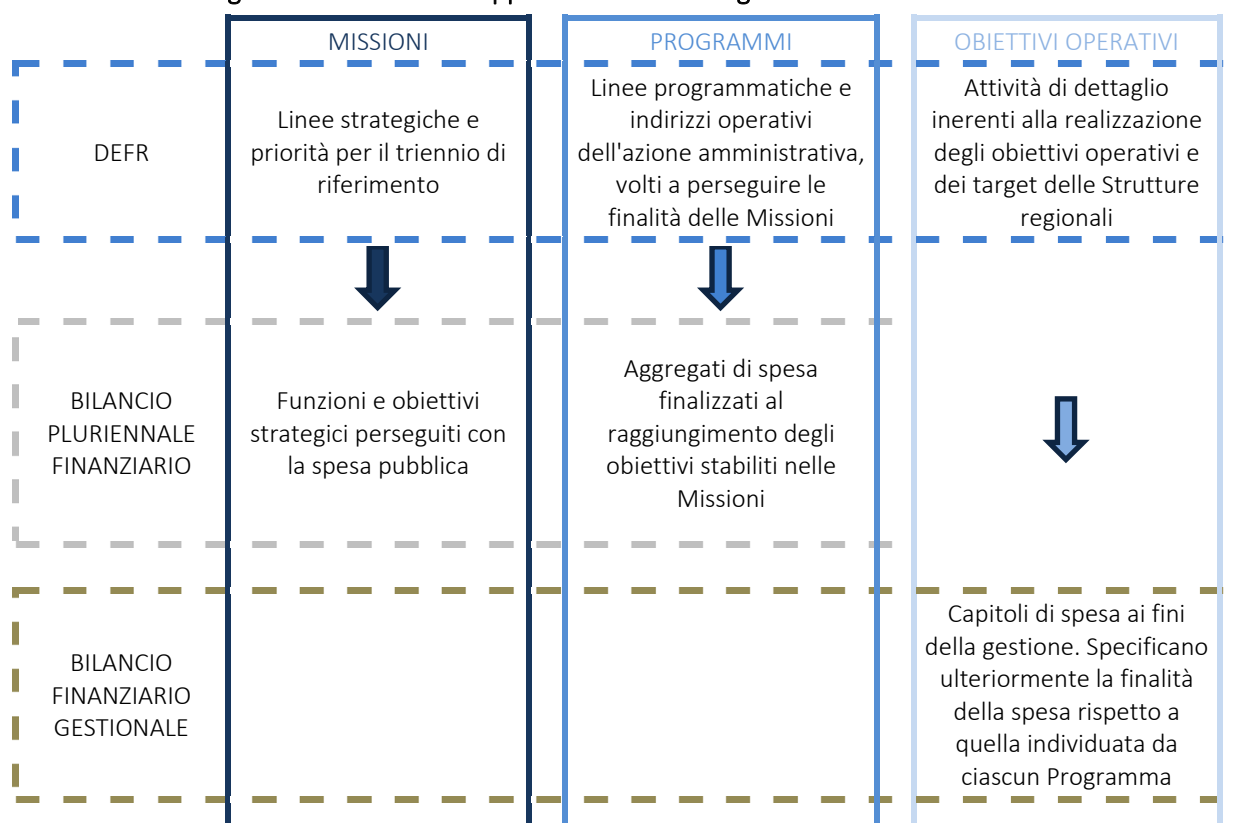 MISSIONI
PROGRAMMI
OBIETTIVI OPERATIVI
DEFR
Linee strategiche e
priorità per il triennio di
riferimento
Linee programmatiche e
indirizzi operativi
dell'azione amministrativa,
volti a perseguire le
finalità delle Missioni
Attività di dettaglio
inerenti alla realizzazione
degli obiettivi operativi e
dei target delle Strutture
regionali
BILANCIO
PLURIENNALE
FINANZIARIO
Funzioni e obiettivi
strategici perseguiti con
la spesa pubblica
Aggregati di spesa
finalizzati al
raggiungimento degli
obiettivi stabiliti nelle
Missioni
BILANCIO
FINANZIARIO
GESTIONALE
Capitoli di spesa ai fini
della gestione. Specificano
ulteriormente la finalità
della spesa rispetto a
quella individuata da
ciascun Programma